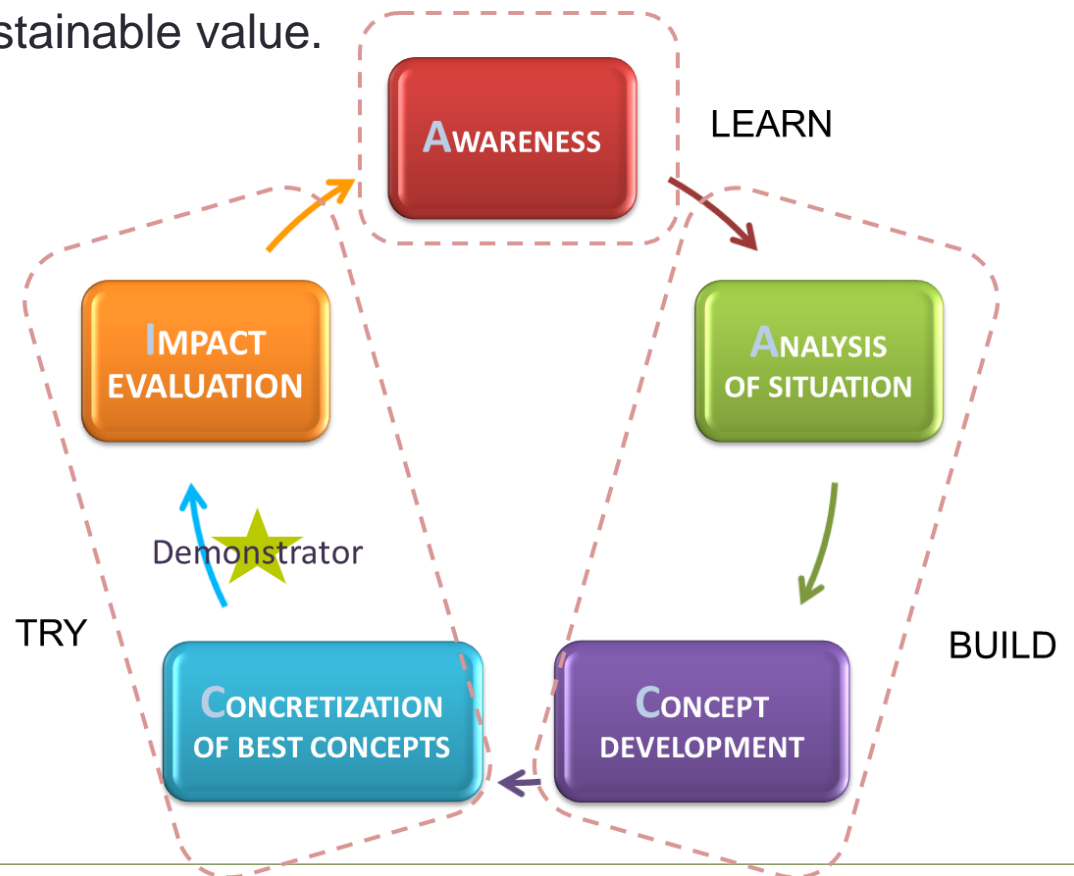 stainable value.
AWARENESS
LEARN
ANALYSIS
OF SITUATION
BUILD
CONCEPT
DEVELOPMENT
CONCRETIZATION
OF BEST CONCEPTS
TRY
Demonstrator
IMPACT
EVALUATION